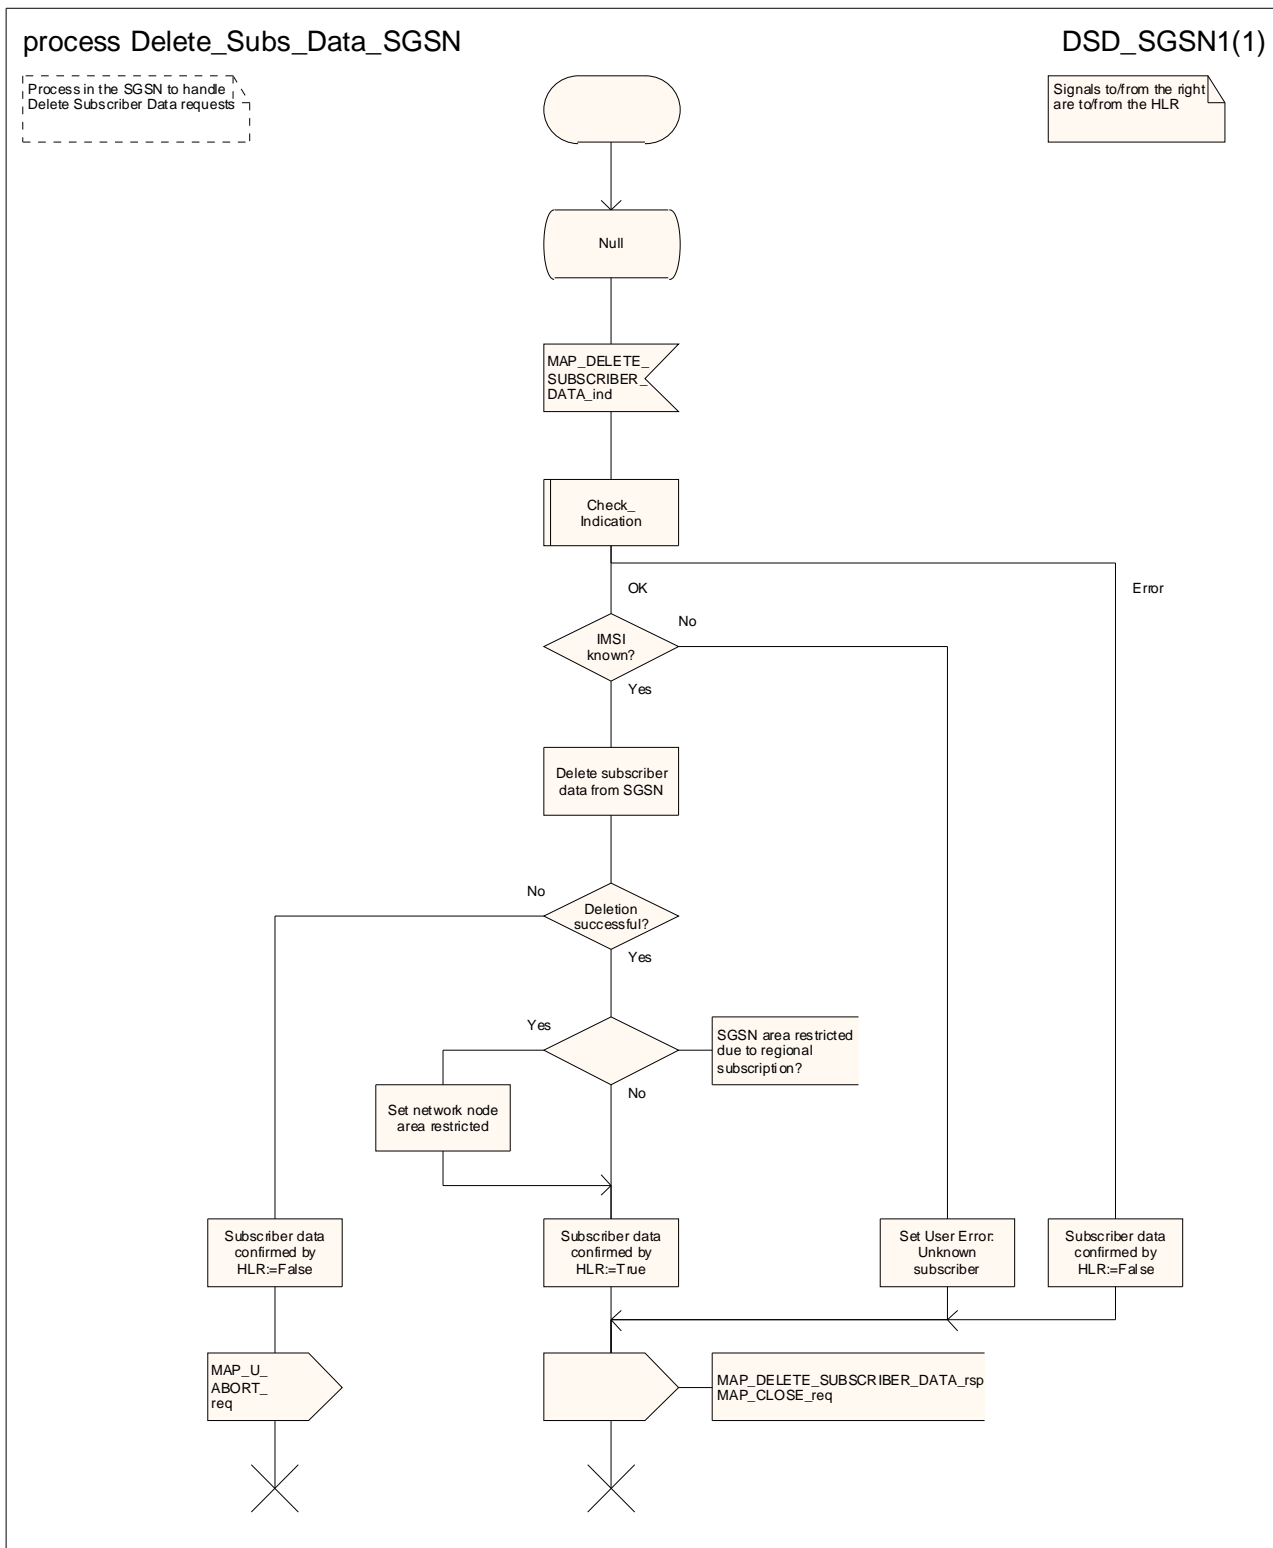 process Delete_Subs_Data_SGSN
DSD_SGSN1(1)
Process in the SGSN to handle
Delete Subscriber Data requests
Signals to/from the right
are to/from the HLR
Null
MAP_DELETE_
SUBSCRIBER_
DATA_ind
Check_
Indication
OK
Error
IMSI
known?
No
Yes
Delete subscriber
data from SGSN
No
Deletion
successful?
Yes
Yes
SGSN area restricted
due to regional
subscription?
No
Set network node
area restricted
Subscriber data
confirmed by
HLR:=False
Subscriber data
confirmed by
HLR:=True
Set User Error:
Unknown
subscriber
Subscriber data
confirmed by
HLR:=False
MAP_U_
ABORT_
req
MAP_DELETE_SUBSCRIBER_DATA_rsp
MAP_CLOSE_req